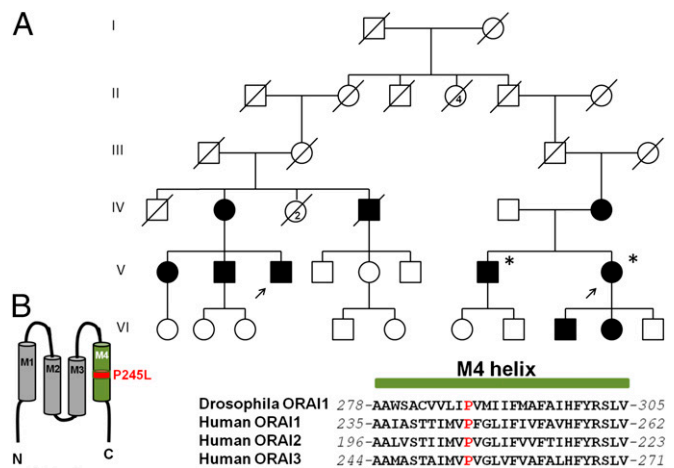 A
I
II
4
III
IV
2
V
*
*
VI
B
M1
M2
M3
M4
P245L
N
C
M4 helix
Drosophila ORAI1 278-AAWSACVVLIPVMIIFMAFAIHFYRSLV-305
Human ORAI1 235-AAIASTTIMVPFGLIFIVFAVHFYRSLV-262
Human ORAI2 196-AALVSTIIMVPVGLIFVVFTIHFYRSLV-223
Human ORAI3 244-AAMASTAIMVPVGLVFVAFALHFYRSLV-271